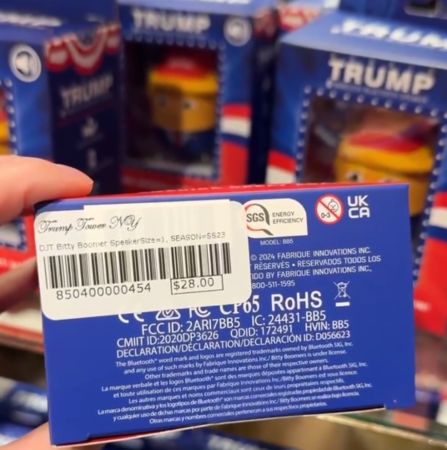 TRUMP
TRUMP
TRUMP
Trump Tower NY
DJT Bitty Boomer SpeakerSize=1, SEASON=SS23
850400000454
$28.00
SGS
ENERGY
EFFICIENCY
0-3
UK
CA
MODEL: BB5
© 2024 FABRIQUE INNOVATIONS INC.
RÉSERVÉS • RESERVADOS TODOS LOS
BY FABRIQUE INNOVATIONS INC.
800-511-1595
CP65 RoHS
FCC ID: 2ARI7BB5 IC: 24431-BB5
CMIIT ID:2020DP3626 QDID: 172491 HVIN: BB5
DECLARATION/DÉCLARATION/DECLARACIÓN ID: D056623
The Bluetooth® word mark and logos are registered trademarks owned by Bluetooth SIG, Inc.
and any use of such marks by Fabrique Innovations Inc./Bitty Boomers is under license.
Other trademarks and trade names are those of their respective owners.
La marque verbale et les logos Bluetooth® sont des marques déposées appartenant à Bluetooth SIG, Inc.
et toute utilisation de ces marques par Fabrique Innovations Inc./Bitty Boomers est sous licence.
Les autres marques et noms commerciaux sont ceux de leurs propriétaires respectifs.
La marca denominativa y los logotipos Bluetooth® son marcas registradas propiedad de Bluetooth SIG, Inc.
y cualquier uso de dichas marcas por parte de Fabrique Innovations Inc./Bitty Boomers se realiza bajo licencia.
Otras marcas y nombres comerciales pertenecen a sus respectivos propietarios.